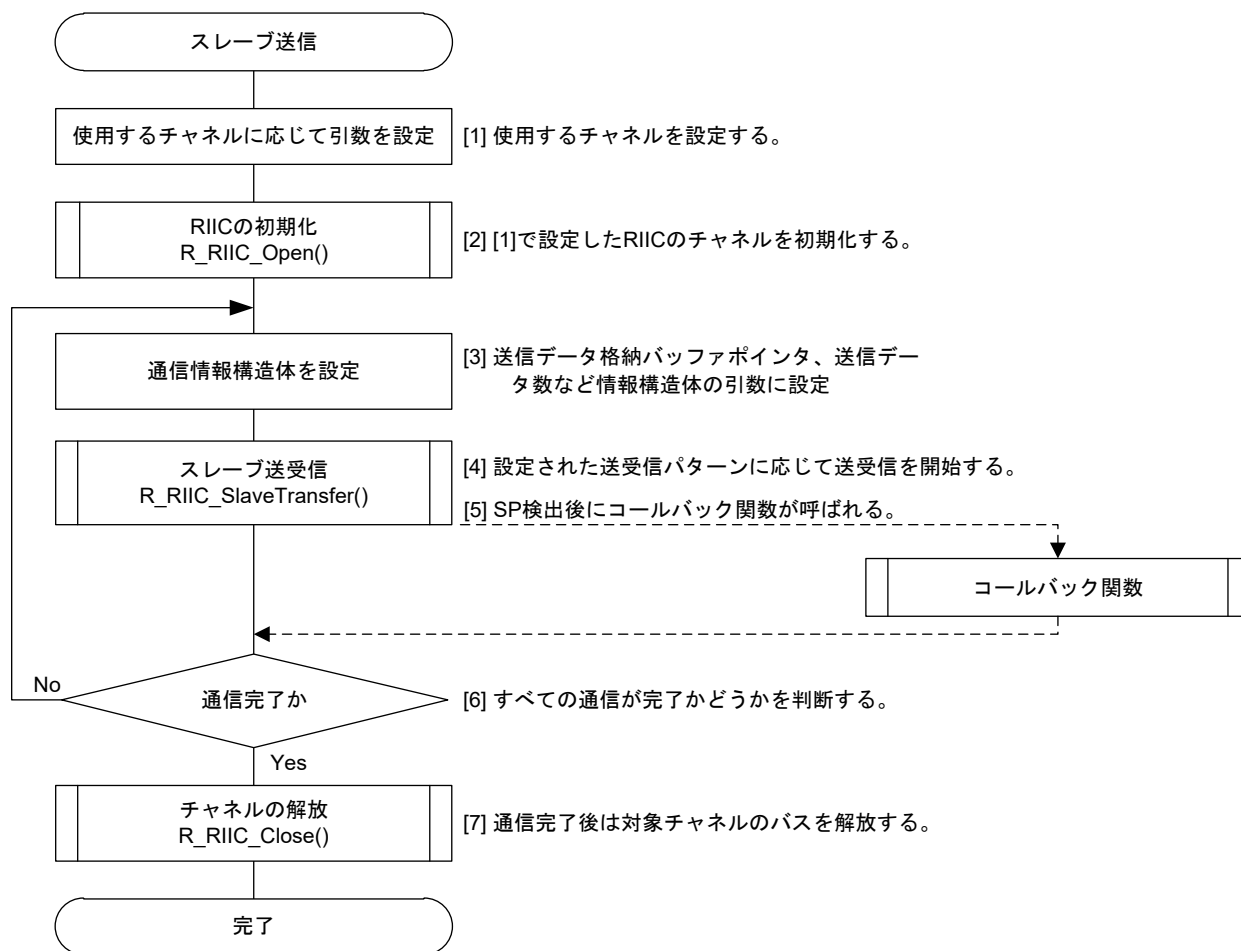 スレーブ送信
使用するチャネルに応じて引数を設定
[1] 使用するチャネルを設定する。
RIICの初期化
R_RIIC_Open()
[2] [1]で設定したRIICのチャネルを初期化する。
通信情報構造体を設定
[3] 送信データ格納バッファポインタ、送信デー
タ数など情報構造体の引数に設定
スレーブ送受信
R_RIIC_SlaveTransfer()
[4] 設定された送受信パターンに応じて送受信を開始する。
[5] SP検出後にコールバック関数が呼ばれる。
コールバック関数
No
通信完了か
[6] すべての通信が完了かどうかを判断する。
Yes
チャネルの解放
R_RIIC_Close()
[7] 通信完了後は対象チャネルのバスを解放する。
完了